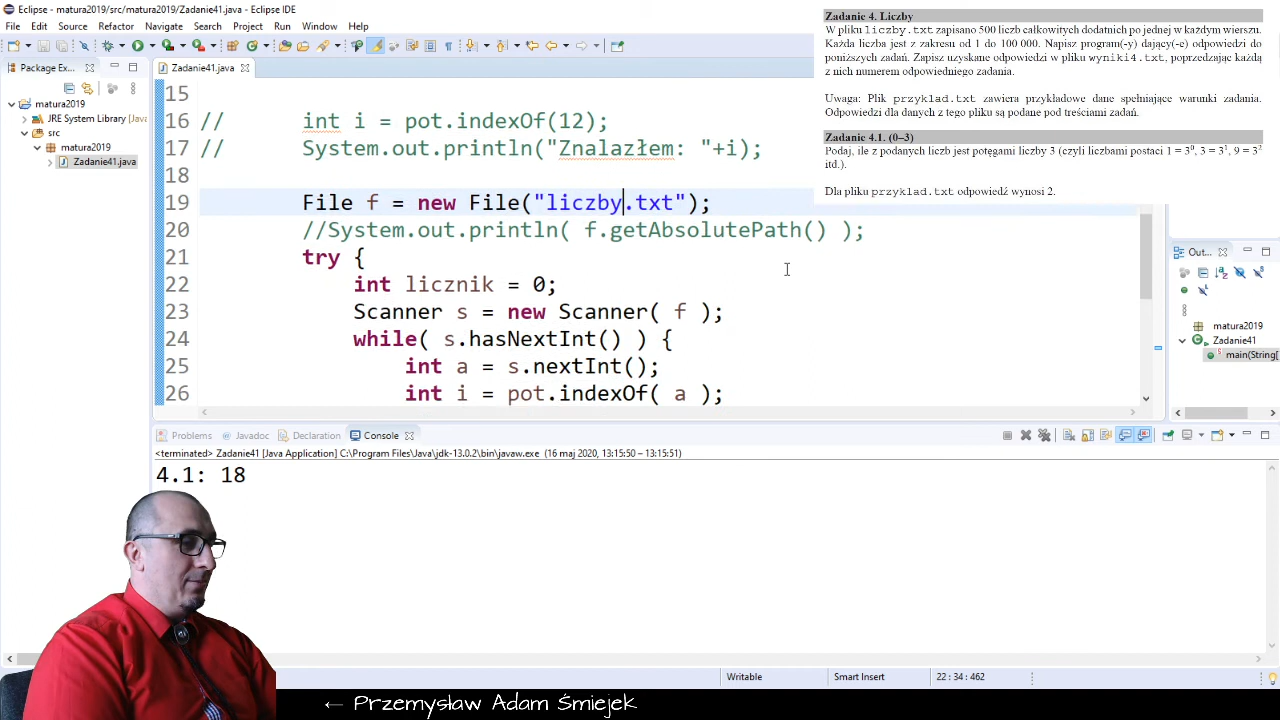 Eclipse - matura2019/src/matura2019/Zadanie41.java - Eclipse IDE
File Edit Source Refactor Navigate Search Project Run Window Help
Package Ex...
matura2019
JRE System Library [JavaS
src
matura2019
Zadanie41.java
Zadanie41.java
15
16 // int i = pot.indexOf(12);
17 // System.out.println("Znalazłem: "+i);
18
19 File f = new File("liczby.txt");
20 //System.out.println( f.getAbsolutePath() );
21 try {
22 int licznik = 0;
23 Scanner s = new Scanner( f );
24 while( s.hasNextInt() ) {
25 int a = s.nextInt();
26 int i = pot.indexOf( a );
Zadanie 4. Liczby
W pliku liczby.txt zapisano 500 liczb całkowitych dodatnich po jednej w każdym wierszu.
Każda liczba jest z zakresu od 1 do 100 000. Napisz program(-y) dający(-e) odpowiedzi do
poniższych zadań. Zapisz uzyskane odpowiedzi w pliku wyniki4.txt, poprzedzając każdą
z nich numerem odpowiedniego zadania.
Uwaga: Plik przyklad.txt zawiera przykładowe dane spełniające warunki zadania.
Odpowiedzi dla danych z tego pliku są podane pod treściami zadań.
Zadanie 4.1. (0–3)
Podaj, ile z podanych liczb jest potęgami liczby 3 (czyli liczbami postaci 1 = 3⁰, 3 = 3¹, 9 = 3²
itd.).
Dla pliku przyklad.txt odpowiedź wynosi 2.
Out...
matura2019
Zadanie41
main(String[
Problems Javadoc Declaration Console
<terminated> Zadanie41 [Java Application] C:\Program Files\Java\jdk-13.0.2\bin\javaw.exe (16 maj 2020, 13:15:50 – 13:15:51)
4.1: 18
Writable Smart Insert 22 : 34 : 462
← Przemysław Adam Śmiejek